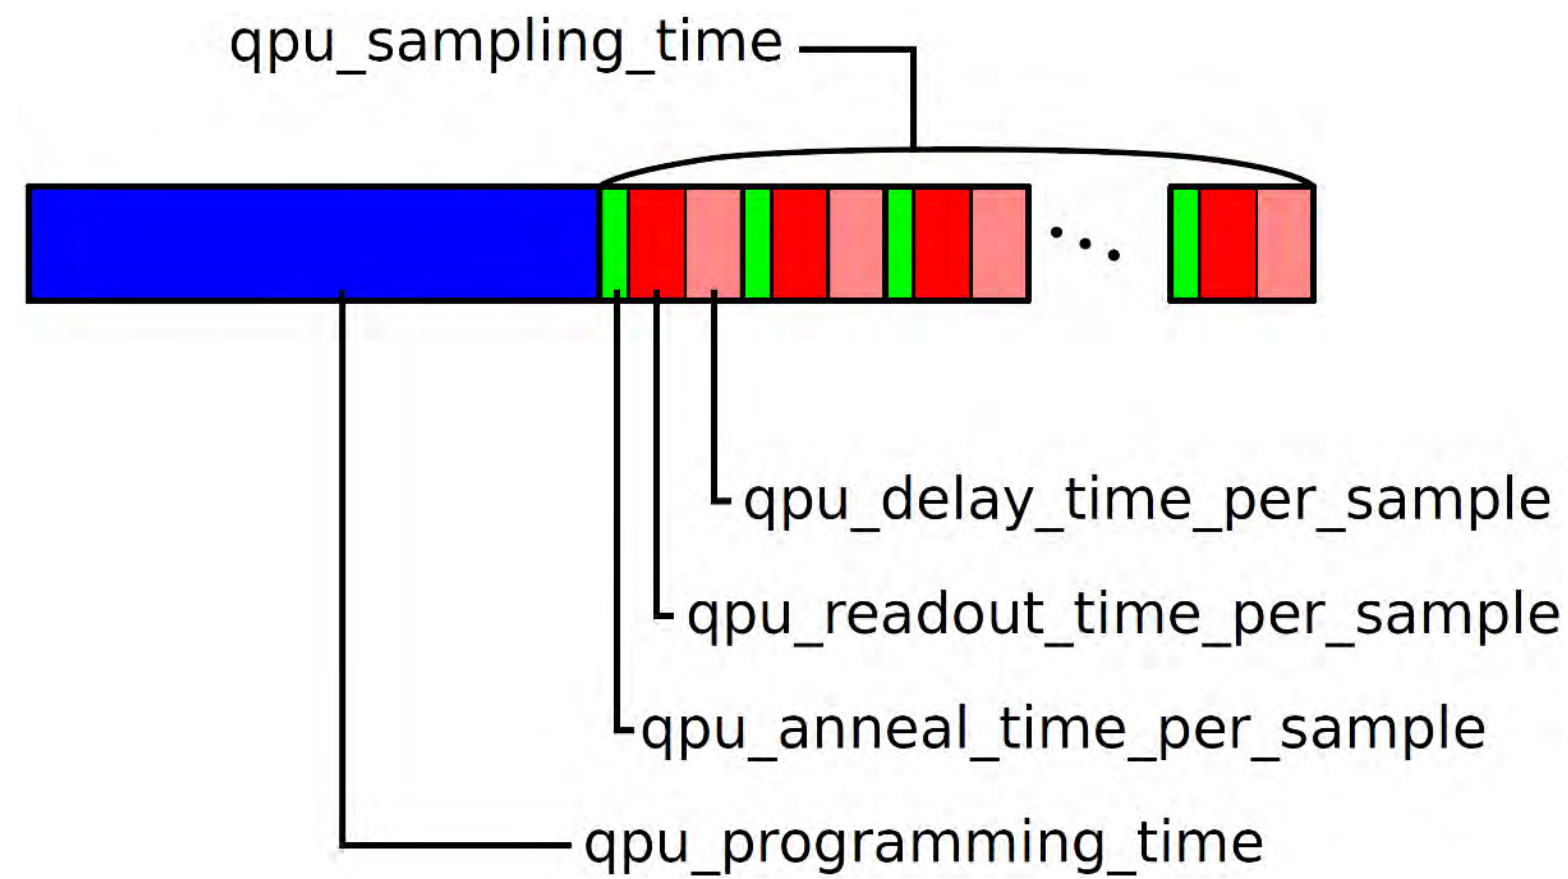 qpu_sampling_time
qpu_delay_time_per_sample
qpu_readout_time_per_sample
qpu_anneal_time_per_sample
qpu_programming_time